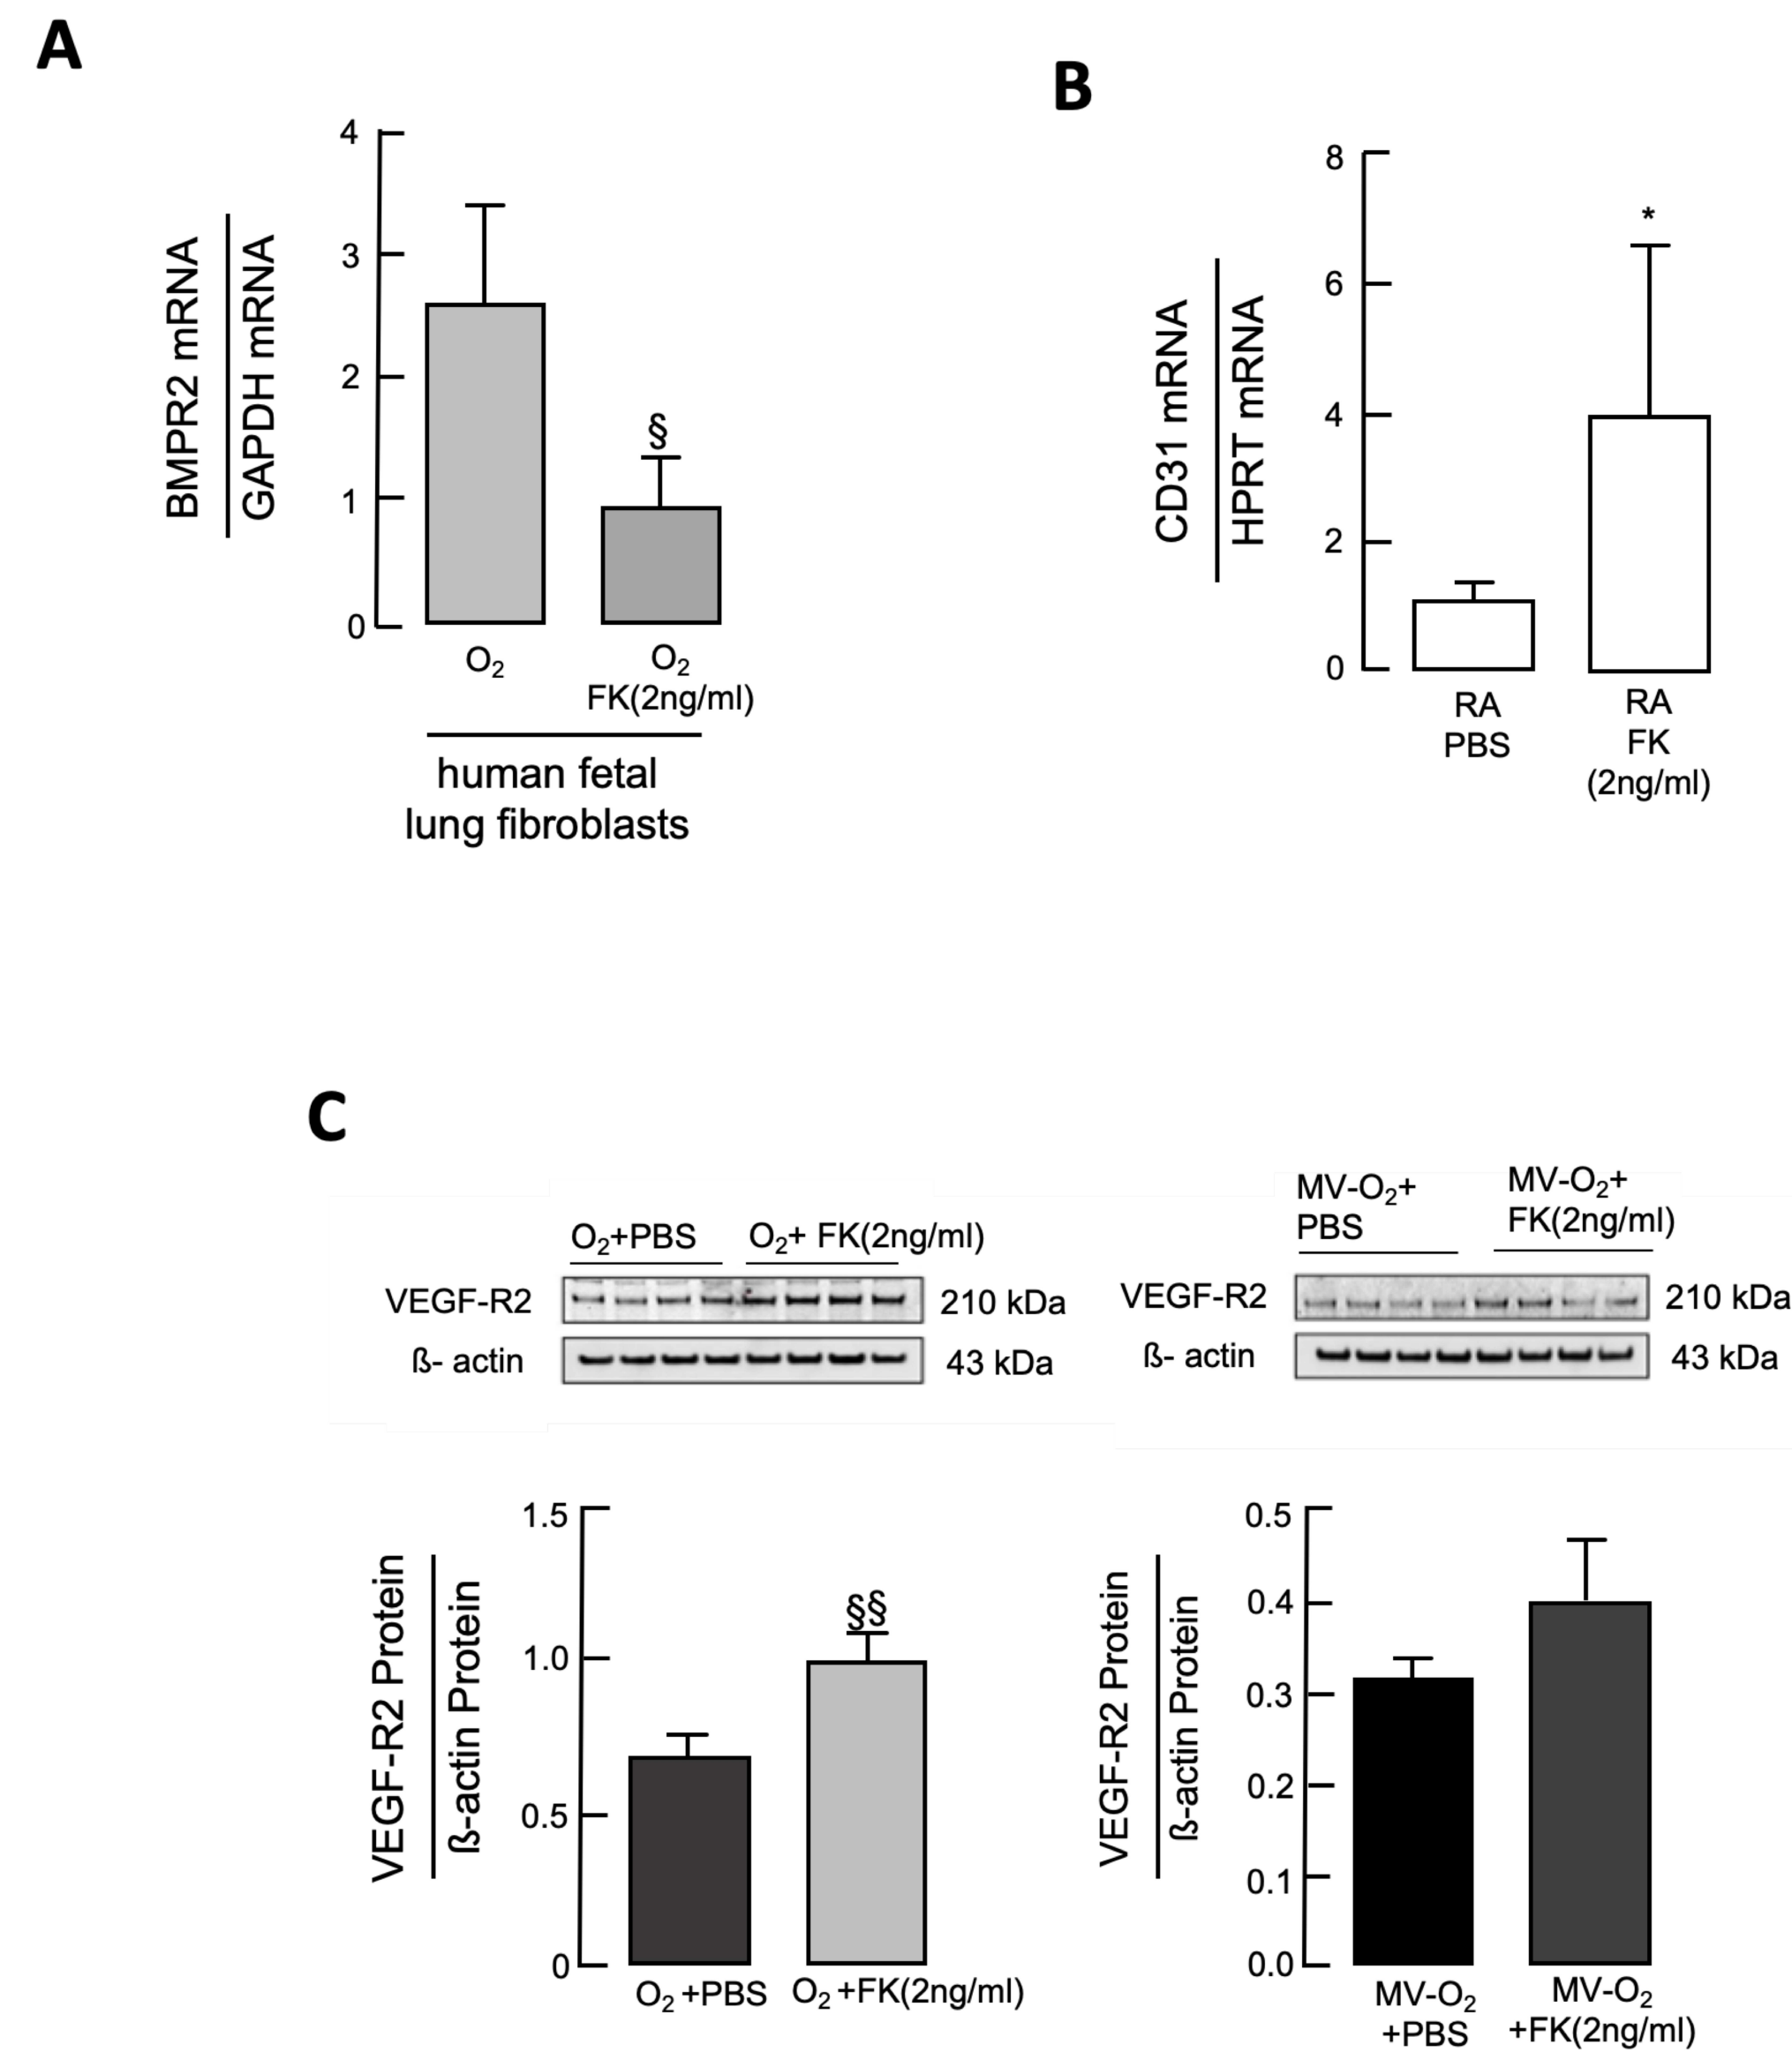 A
BMPR2 mRNA
GAPDH mRNA
4
3
2
1
0
§
O2
O2
FK(2ng/ml)
human fetal
lung fibroblasts
B
CD31 mRNA
HPRT mRNA
8
6
4
2
0
*
RA
PBS
RA
FK
(2ng/ml)
C
O2+PBS
O2+ FK(2ng/ml)
VEGF-R2
210 kDa
ß- actin
43 kDa
MV-O2+
PBS
MV-O2+
FK(2ng/ml)
VEGF-R2
210 kDa
ß- actin
43 kDa
VEGF-R2 Protein
ß-actin Protein
1.5
1.0
0.5
0
§§
O2 +PBS
O2 +FK(2ng/ml)
VEGF-R2 Protein
ß-actin Protein
0.5
0.4
0.3
0.2
0.1
0.0
MV-O2
+PBS
MV-O2
+FK(2ng/ml)